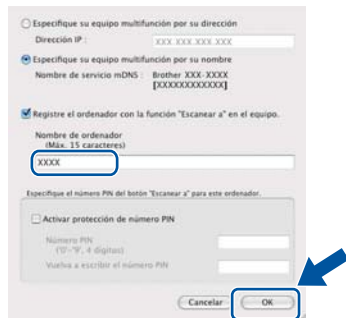 Especifique su equipo multifunción por su dirección
Dirección IP : XXX XXX XXX XXX
Especifique su equipo multifunción por su nombre
Nombre de servicio mDNS : Brother XXX-XXXX
[XXXXXXXXXXXX]
Registre el ordenador con la función "Escanear a" en el equipo.
Nombre de ordenador
(Máx. 15 caracteres)
XXXX
Especifique el número PIN del botón "Escanear a" para este ordenador.
Activar protección de número PIN
Número PIN
('0'-'9', 4 dígitos)
Vuelva a escribir el número PIN
Cancelar OK